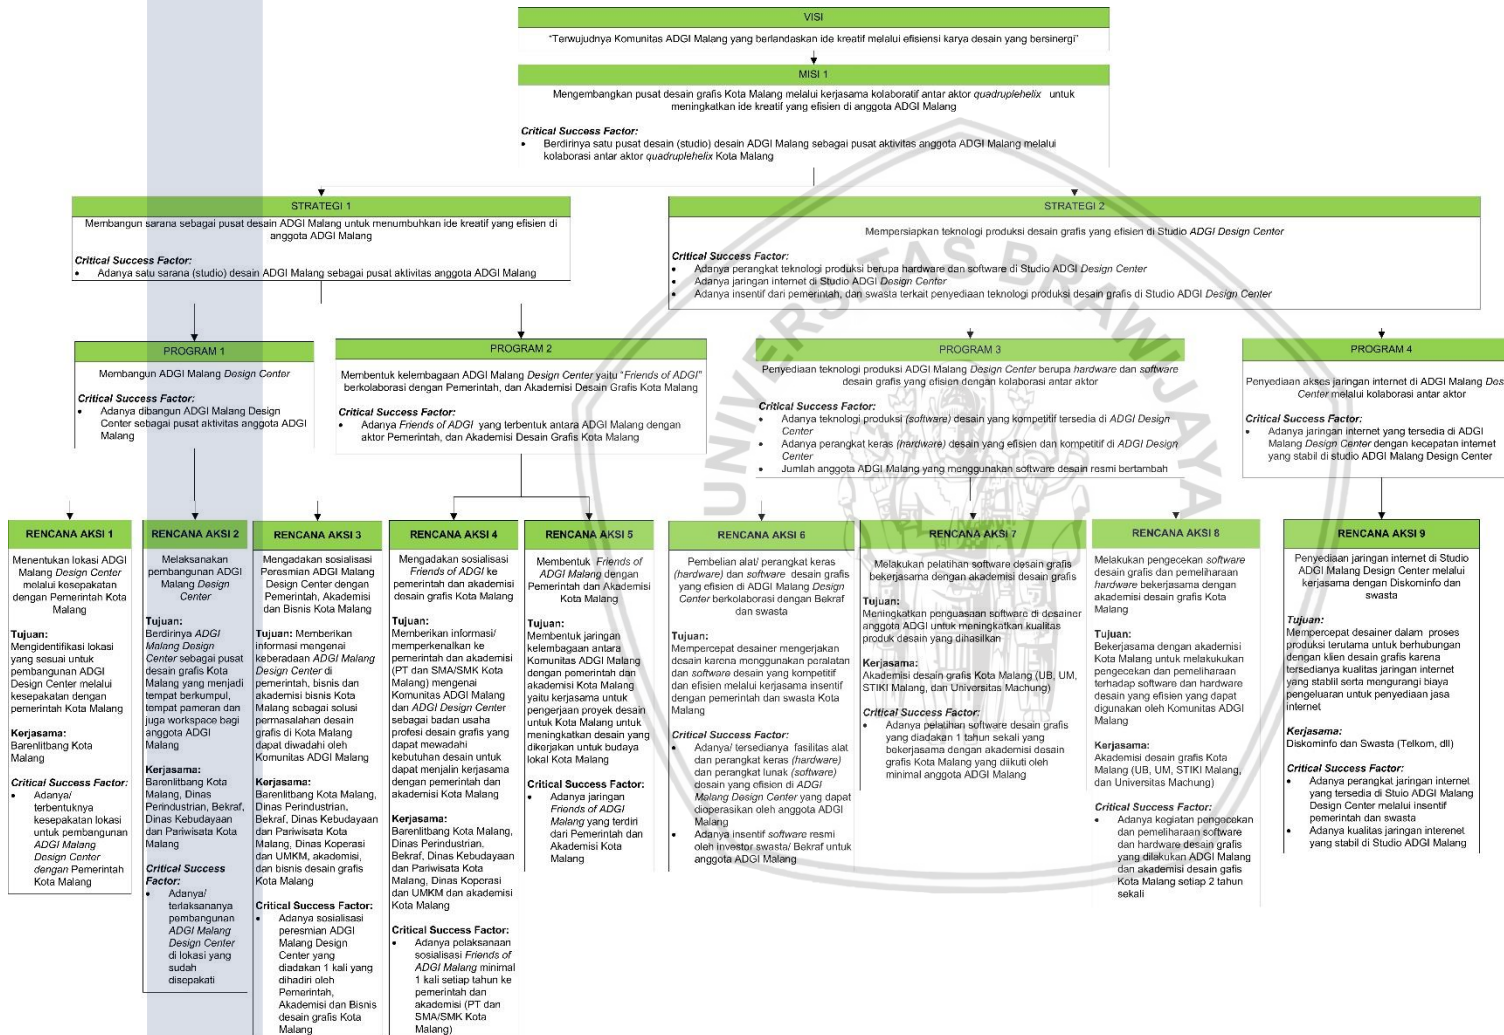 VISI
"Terwujudnya Komunitas ADGI Malang yang berlandaskan ide kreatif melalui efisiensi karya desain yang bersinergi"
MISI 1
Mengembangkan pusat desain grafis Kota Malang melalui kerjasama kolaboratif antar aktor quadruplehelix untuk
meningkatkan ide kreatif yang efisien di anggota ADGI Malang
Critical Success Factor:
• Berdirinya satu pusat desain (studio) desain ADGI Malang sebagai pusat aktivitas anggota ADGI Malang melalui
kolaborasi antar aktor quadruplehelix Kota Malang
STRATEGI 1
Membangun sarana sebagai pusat desain ADGI Malang untuk menumbuhkan ide kreatif yang efisien di
anggota ADGI Malang
Critical Success Factor:
• Adanya satu sarana (studio) desain ADGI Malang sebagai pusat aktivitas anggota ADGI Malang
STRATEGI 2
Mempersiapkan teknologi produksi desain grafis yang efisien di Studio ADGI Design Center
Critical Success Factor:
• Adanya perangkat teknologi produksi berupa hardware dan software di Studio ADGI Design Center
• Adanya jaringan internet di Studio ADGI Design Center
• Adanya insentif dari pemerintah, dan swasta terkait penyediaan teknologi produksi desain grafis di Studio ADGI Design Center
PROGRAM 1
Membangun ADGI Malang Design Center
Critical Success Factor:
• Adanya dibangun ADGI Malang Design
Center sebagai pusat aktivitas anggota ADGI
Malang
PROGRAM 2
Membentuk kelembagaan ADGI Malang Design Center yaitu "Friends of ADGI"
berkolaborasi dengan Pemerintah, dan Akademisi Desain Grafis Kota Malang
Critical Success Factor:
• Adanya Friends of ADGI yang terbentuk antara ADGI Malang dengan
aktor Pemerintah, dan Akademisi Desain Grafis Kota Malang
PROGRAM 3
Penyediaan teknologi produksi ADGI Malang Design Center berupa hardware dan software
desain grafis yang efisien dengan kolaborasi antar aktor
Critical Success Factor:
• Adanya teknologi produksi (software) desain yang kompetitif tersedia di ADGI Design
Center
• Adanya perangkat keras (hardware) desain yang efisien dan kompetitif di ADGI Design
Center
• Jumlah anggota ADGI Malang yang menggunakan software desain resmi bertambah
PROGRAM 4
Penyediaan akses jaringan internet di ADGI Malang Des
Center melalui kolaborasi antar aktor
Critical Success Factor:
• Adanya jaringan internet yang tersedia di ADGI
Malang Design Center dengan kecapatan internet
yang stabil di studio ADGI Malang Design Center
RENCANA AKSI 1
Menentukan lokasi ADGI
Malang Design Center
melalui kesepakatan
dengan Pemerintah Kota
Malang
Tujuan:
Mengidentifikasi lokasi
yang sesuai untuk
pembangunan ADGI
Design Center melalui
kesepakatan dengan
pemerintah Kota Malang
Kerjasama:
Barenlitbang Kota
Malang
Critical Success Factor:
• Adanya/
terbentuknya
kesepakatan lokasi
untuk pembangunan
ADGI Malang
Design Center
dengan Pemerintah
Kota Malang
RENCANA AKSI 2
Melaksanakan
pembangunan ADGI
Malang Design
Center
Tujuan:
Berdirinya ADGI
Malang Design
Center sebagai pusat
desain grafis Kota
Malang yang menjadi
tempat berkumpul,
tempat pameran dan
juga workspace bagi
anggota ADGI
Malang
Kerjasama:
Barenlitbang Kota
Malang, Dinas
Perindustrian, Bekraf,
Dinas Kebudayaan
dan Pariwisata Kota
Malang
Critical Success
Factor:
• Adanya/
terlaksananya
pembangunan
ADGI Malang
Design Center
di lokasi yang
sudah
disepakati
RENCANA AKSI 3
Mengadakan sosialisasi
Peresmian ADGI Malang
Design Center dengan
Pemerintah, Akademisi
dan Bisnis Kota Malang
Tujuan: Memberikan
informasi mengenai
keberadaan ADGI Malang
Design Center di
pemerintah, bisnis dan
akademisi bisnis Kota
Malang sebagai solusi
permasalahan desain
grafis di Kota Malang
dapat diwadahi oleh
Komunitas ADGI Malang
Kerjasama:
Barenlitbang Kota Malang,
Dinas Perindustrian,
Bekraf, Dinas Kebudayaan
dan Pariwisata Kota
Malang, Dinas Koperasi
dan UMKM, akademisi,
dan bisnis desain grafis
Kota Malang
Critical Success Factor:
• Adanya sosialisasi
peresmian ADGI
Malang Design
Center yang
diadakan 1 kali yang
dihadiri oleh
Pemerintah,
Akademisi dan Bisnis
desain grafis Kota
Malang
RENCANA AKSI 4
Mengadakan sosialisasi
Friends of ADGI ke
pemerintah dan akademisi
desain grafis Kota Malang
Tujuan:
Memberikan informasi/
memperkenalkan ke
pemerintah dan akademisi
(PT dan SMA/SMK Kota
Malang) mengenai
Komunitas ADGI Malang
dan ADGI Design Center
sebagai badan usaha
profesi desain grafis yang
dapat mewadahi
kebutuhan desain untuk
dapat menjalin kerjasama
dengan pemerintah dan
akademisi Kota Malang
Kerjasama:
Barenlitbang Kota Malang,
Dinas Perindustrian.
Bekraf, Dinas Kebudayaan
dan Pariwisata Kota
Malang, Dinas Koperasi
dan UMKM dan akademisi
Kota Malang
Critical Success Factor:
• Adanya pelaksanaan
sosialisasi Friends of
ADGI Malang minimal
1 kali setiap tahun ke
pemerintah dan
akademisi (PT dan
SMA/SMK Kota
Malang)
RENCANA AKSI 5
Membentuk Friends of
ADGI Malang dengan
Pemerintah dan Akademisi
Kota Malang
Tujuan:
Membentuk jaringan
kelembagaan antara
Komunitas ADGI Malang
dengan pemerintah dan
akademisi Kota Malang
yaitu kerjasama untuk
pengerjaan proyek desain
untuk Kota Malang untuk
meningkatkan desain yang
dikerjakan untuk budaya
lokal Kota Malang
Critical Success Factor:
• Adanya jaringan
Friends of ADGI
Malang yang terdiri
dari Pemerintah dan
Akademisi Kota
Malang
RENCANA AKSI 6
Pembelian alat/ perangkat keras
(hardware) dan software desain grafis
yang efisien di ADGI Malang Design
Center berkolaborasi dengan Bekraf
dan swasta
Tujuan:
Mempercepat desainer mengerjakan
desain karena menggunakan peralatan
dan software desain yang kompetitif
dan efisien melalui kerjasama insentif
dengan pemerintah dan swasta Kota
Malang
Critical Success Factor:
• Adanya/ tersedianya fasilitas alat
dan perangkat keras (hardware)
dan perangkat lunak (software)
desain yang efisien di ADGI
Malang Design Center yang dapat
dioperasikan oleh anggota ADGI
Malang
• Adanya insentif software resmi
oleh investor swasta/ Bekraf untuk
anggota ADGI Malang
RENCANA AKSI 7
Melakukan pelatihan software desain grafis
bekerjasama dengan akademisi desain grafis
Tujuan:
Meningkatkan penguasaan software di desainer
anggota ADGI untuk meningkatkan kualitas
produk desain yang dihasilkan
Kerjasama:
Akademisi desain grafis Kota Malang (UB, UM,
STIKI Malang, dan Universitas Machung)
Critical Success Factor:
• Adanya pelatihan software desain grafis
yang diadakan 1 tahun sekali yang
bekerjasama dengan akademisi desain
grafis Kota Malang yang diikuti oleh
minimal anggota ADGI Malang
RENCANA AKSI 8
Melakukan pengecekan software
desain grafis dan pemeliharaan
hardware bekerjasama dengan
akademisi desain grafis Kota
Malang
Tujuan:
Bekerjasama dengan akademisi
Kota Malang untuk melakukukan
pengecekan dan pemeliharaan
terhadap software dan hardware
desain yang efisien yang dapat
digunakan oleh Komunitas ADGI
Malang
Kerjasama:
Akademisi desain grafis Kota
Malang (UB, UM, STIKI Malang,
dan Universitas Machung)
Critical Success Factor:
• Adanya kegiatan pengecekan
dan pemeliharaan software
dan hardware desain grafis
yang dilakukan ADGI Malang
dan akademisi desain gafis
Kota Malang setiap 2 tahun
sekali
RENCANA AKSI 9
Penyediaan jaringan internet di Studio
ADGI Malang Design Center melalui
kerjasama dengan Diskominfo dan
swasta
Tujuan:
Mempercepat desainer dalam proses
produksi terutama untuk berhubungan
dengan klien desain grafis karena
tersedianya kualitas jaringan internet
yang stablil serta mengurangi biaya
pengeluaran untuk penyediaan jasa
internet
Kerjasama:
Diskominfo dan Swasta (Telkom, dll)
Critical Success Factor:
• Adanya perangkat jaringan internet
yang tersedia di Stuio ADGI Malang
Design Center melalui insentif
pemerintah dan swasta
• Adanya kualitas jaringan interenet
yang stabil di Studio ADGI Malang
UNIVERSITAS BRAWIJAYA